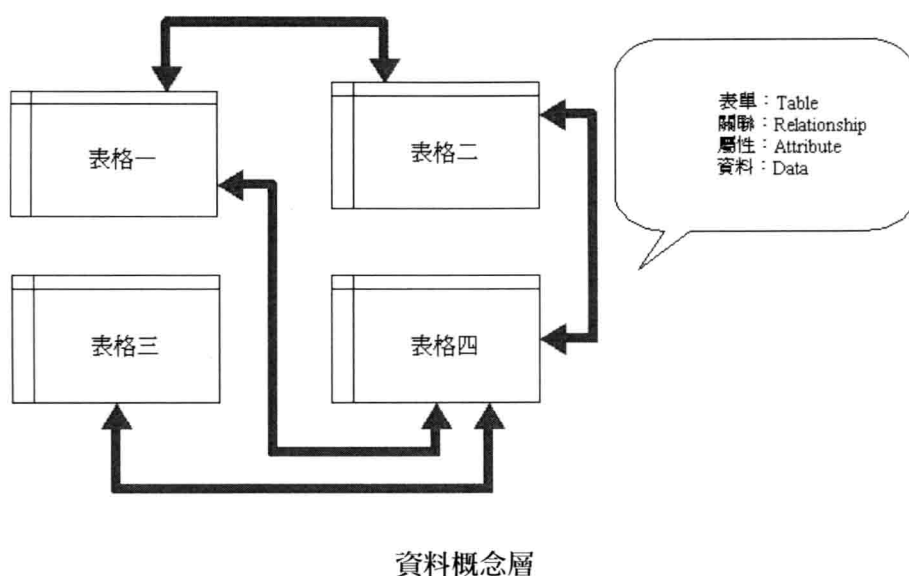 表格一
表格二
表單：Table
關聯：Relationship
屬性：Attribute
資料：Data
表格三
表格四
資料概念層